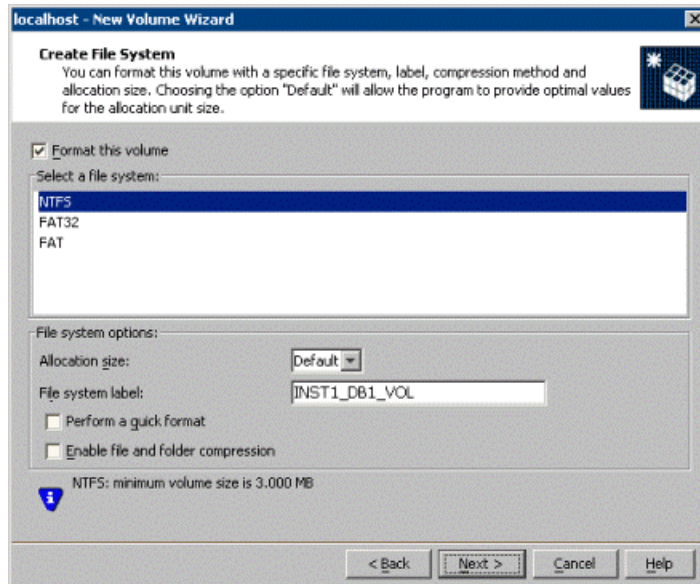 localhost - New Volume Wizard
Create File System
You can format this volume with a specific file system, label, compression method and
allocation size. Choosing the option "Default" will allow the program to provide optimal values
for the allocation unit size.
Format this volume
Select a file system:
NTFS
FAT32
FAT
File system options:
Allocation size: Default
File system label: INST1_DB1_VOL
Perform a quick format
Enable file and folder compression
NTFS: minimum volume size is 3.000 MB
< Back Next > Cancel Help